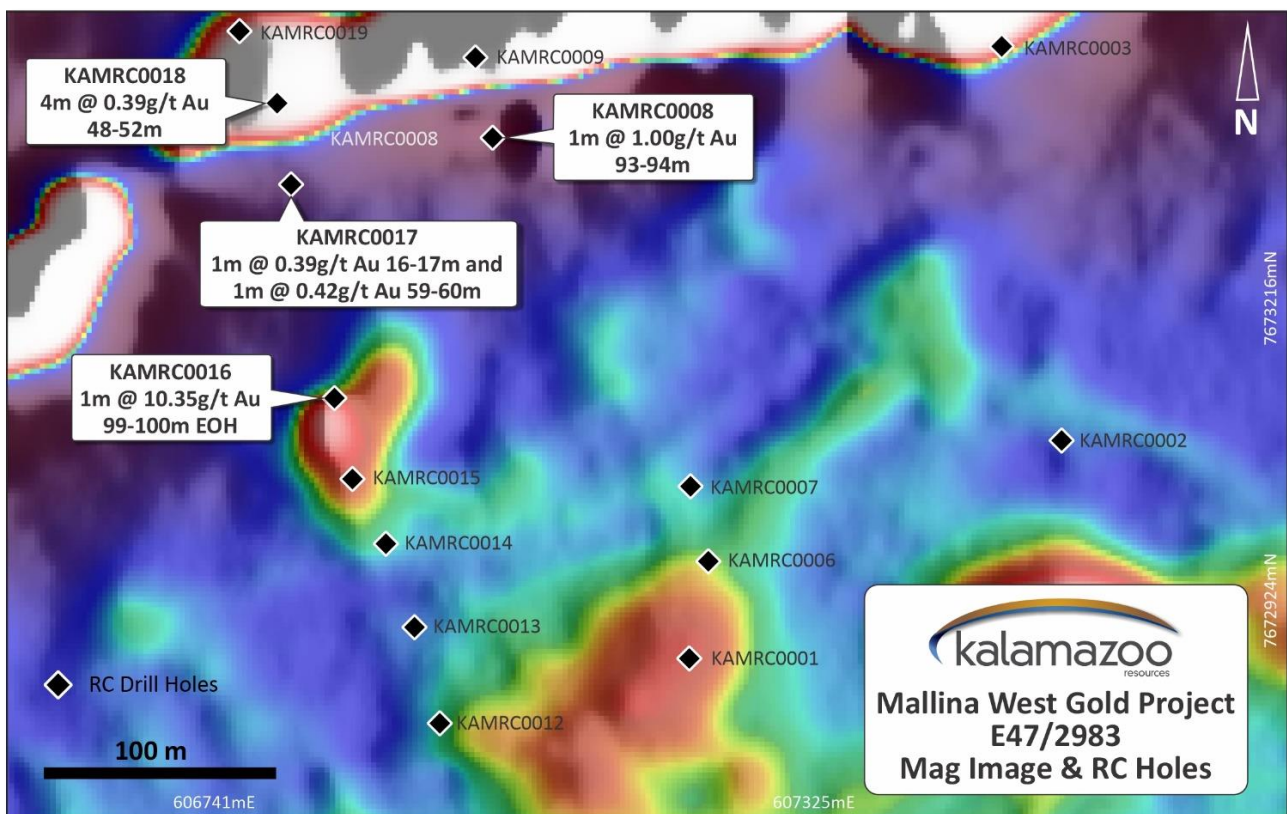 KAMRC0019
KAMRC0009
KAMRC0003
KAMRC0018
4m @ 0.39g/t Au
48-52m
KAMRC0008
KAMRC0008
1m @ 1.00g/t Au
93-94m
N
KAMRC0017
1m @ 0.39g/t Au 16-17m and
1m @ 0.42g/t Au 59-60m
7673216mN
KAMRC0016
1m @ 10.35g/t Au
99-100m EOH
KAMRC0002
KAMRC0015
KAMRC0007
KAMRC0014
KAMRC0006
7672924mN
KAMRC0013
KAMRC0001
RC Drill Holes
KAMRC0012
100 m
606741mE
607325mE
kalamazoo
resources
Mallina West Gold Project
E47/2983
Mag Image & RC Holes